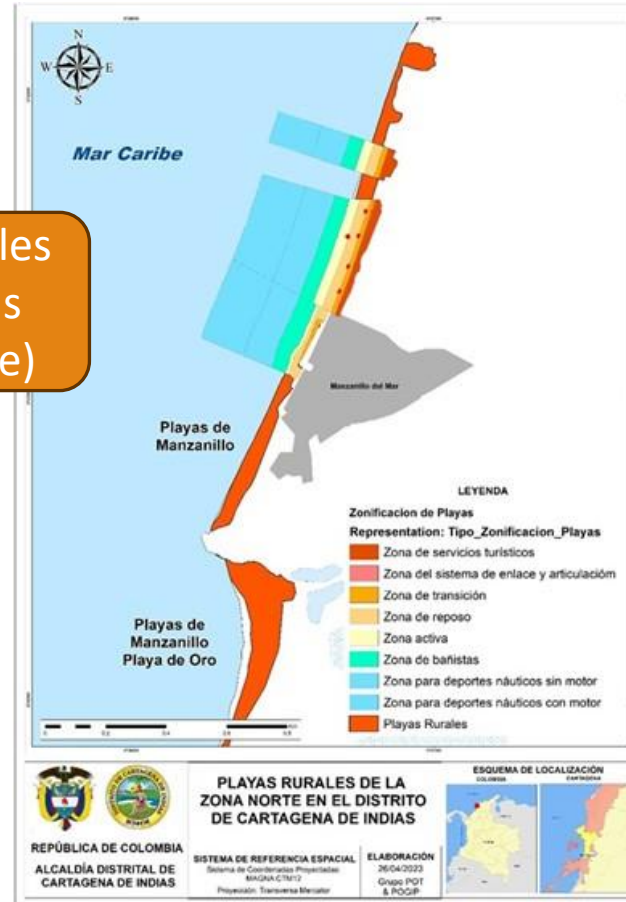 N
W E
S
Mar Caribe
les
s
e)
Manzanillo del Mar
Playas de
Manzanillo
Playas de
Manzanillo
Playa de Oro
LEYENDA
Zonificacion de Playas
Representation: Tipo_Zonificacion_Playas
Zona de servicios turísticos
Zona del sistema de enlace y articulacióm
Zona de transición
Zona de reposo
Zona activa
Zona de bañistas
Zona para deportes náuticos sin motor
Zona para deportes náuticos con motor
Playas Rurales
REPÚBLICA DE COLOMBIA
ALCALDÍA DISTRITAL DE
CARTAGENA DE INDIAS
PLAYAS RURALES DE LA
ZONA NORTE EN EL DISTRITO
DE CARTAGENA DE INDIAS
SISTEMA DE REFERENCIA ESPACIAL
Sistema de Coordenadas Proyectadas
MAGNA CTM12
Proyección: Transversa Mercator
ELABORACIÓN
26/04/2023
Grupo POT
& POGIP
ESQUEMA DE LOCALIZACIÓN
COLOMBIA CARTAGENA